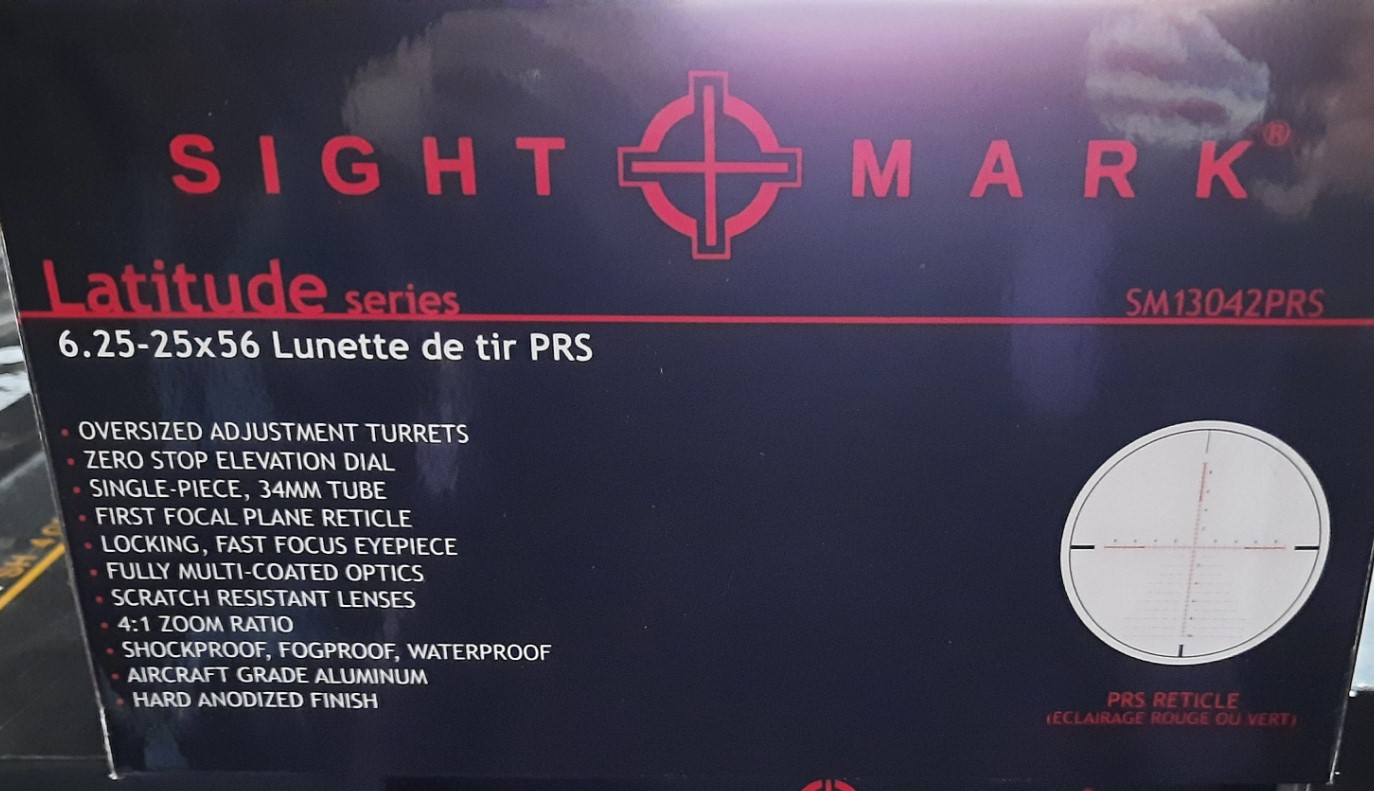 SIGHT MARK®
Latitude series
SM13042PRS
6.25-25x56 Lunette de tir PRS
• OVERSIZED ADJUSTMENT TURRETS
• ZERO STOP ELEVATION DIAL
• SINGLE-PIECE, 34MM TUBE
• FIRST FOCAL PLANE RETICLE
• LOCKING, FAST FOCUS EYEPIECE
• FULLY MULTI-COATED OPTICS
• SCRATCH RESISTANT LENSES
• 4:1 ZOOM RATIO
• SHOCKPROOF, FOGPROOF, WATERPROOF
• AIRCRAFT GRADE ALUMINUM
• HARD ANODIZED FINISH
PRS RETICLE
(ÉCLAIRAGE ROUGE OU VERT)